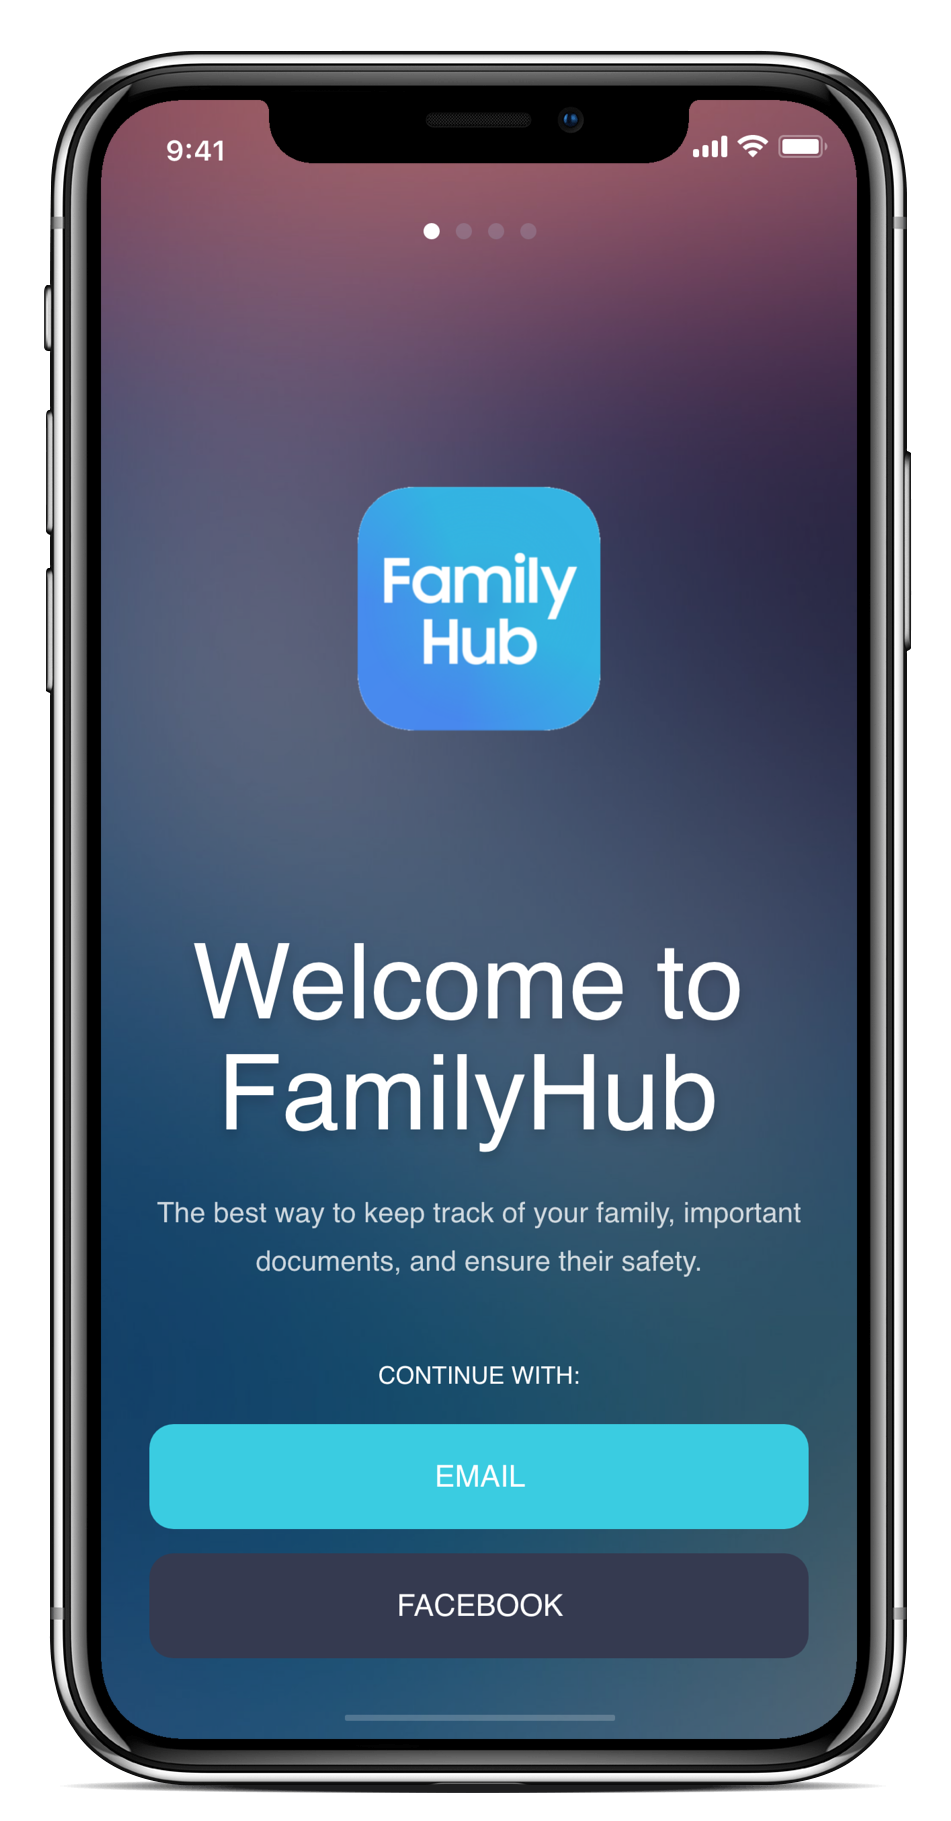 9:41
Family
Hub
Welcome to
FamilyHub
The best way to keep track of your family, important
documents, and ensure their safety.
CONTINUE WITH:
EMAIL
FACEBOOK